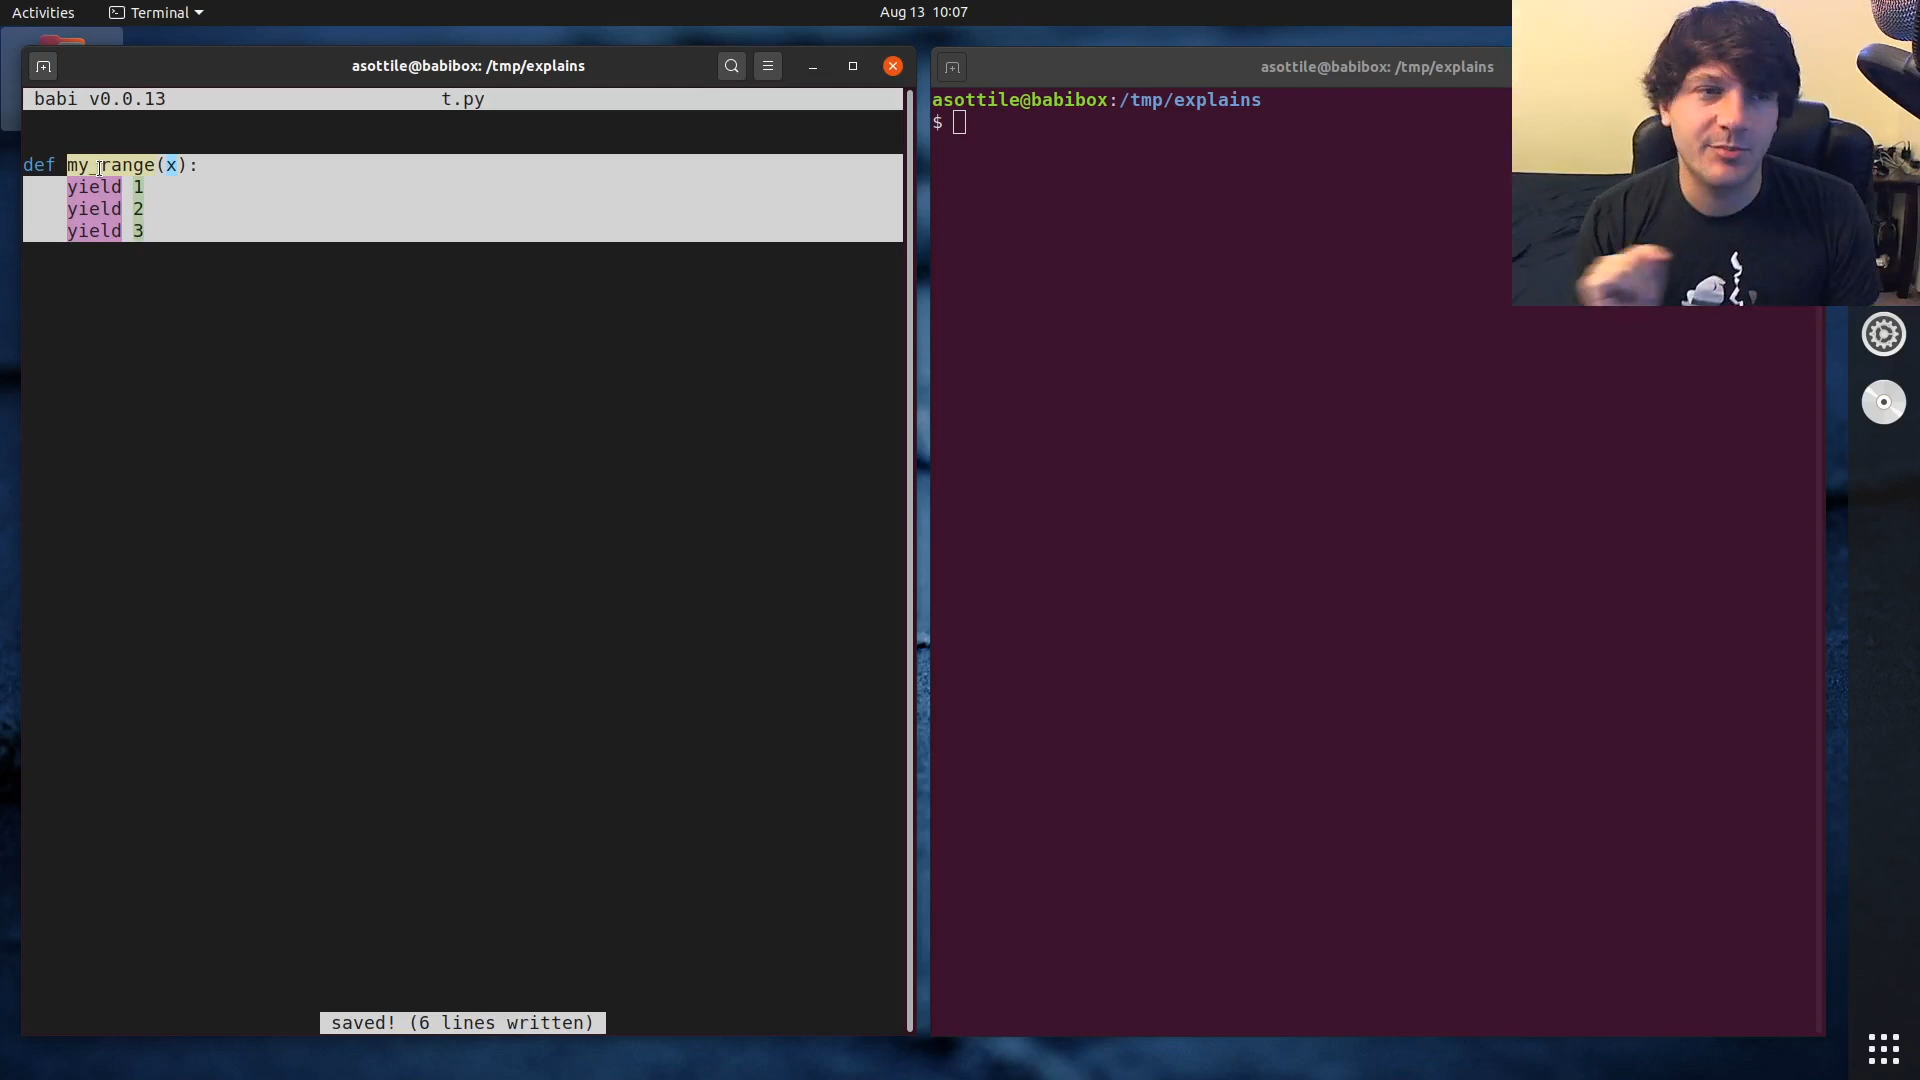 Activities
Terminal
Aug 13 10:07
asottile@babibox: /tmp/explains
babi v0.0.13 t.py
def my_range(x):
yield 1
yield 2
yield 3
saved! (6 lines written)
asottile@babibox: /tmp/explains
asottile@babibox:/tmp/explains
$